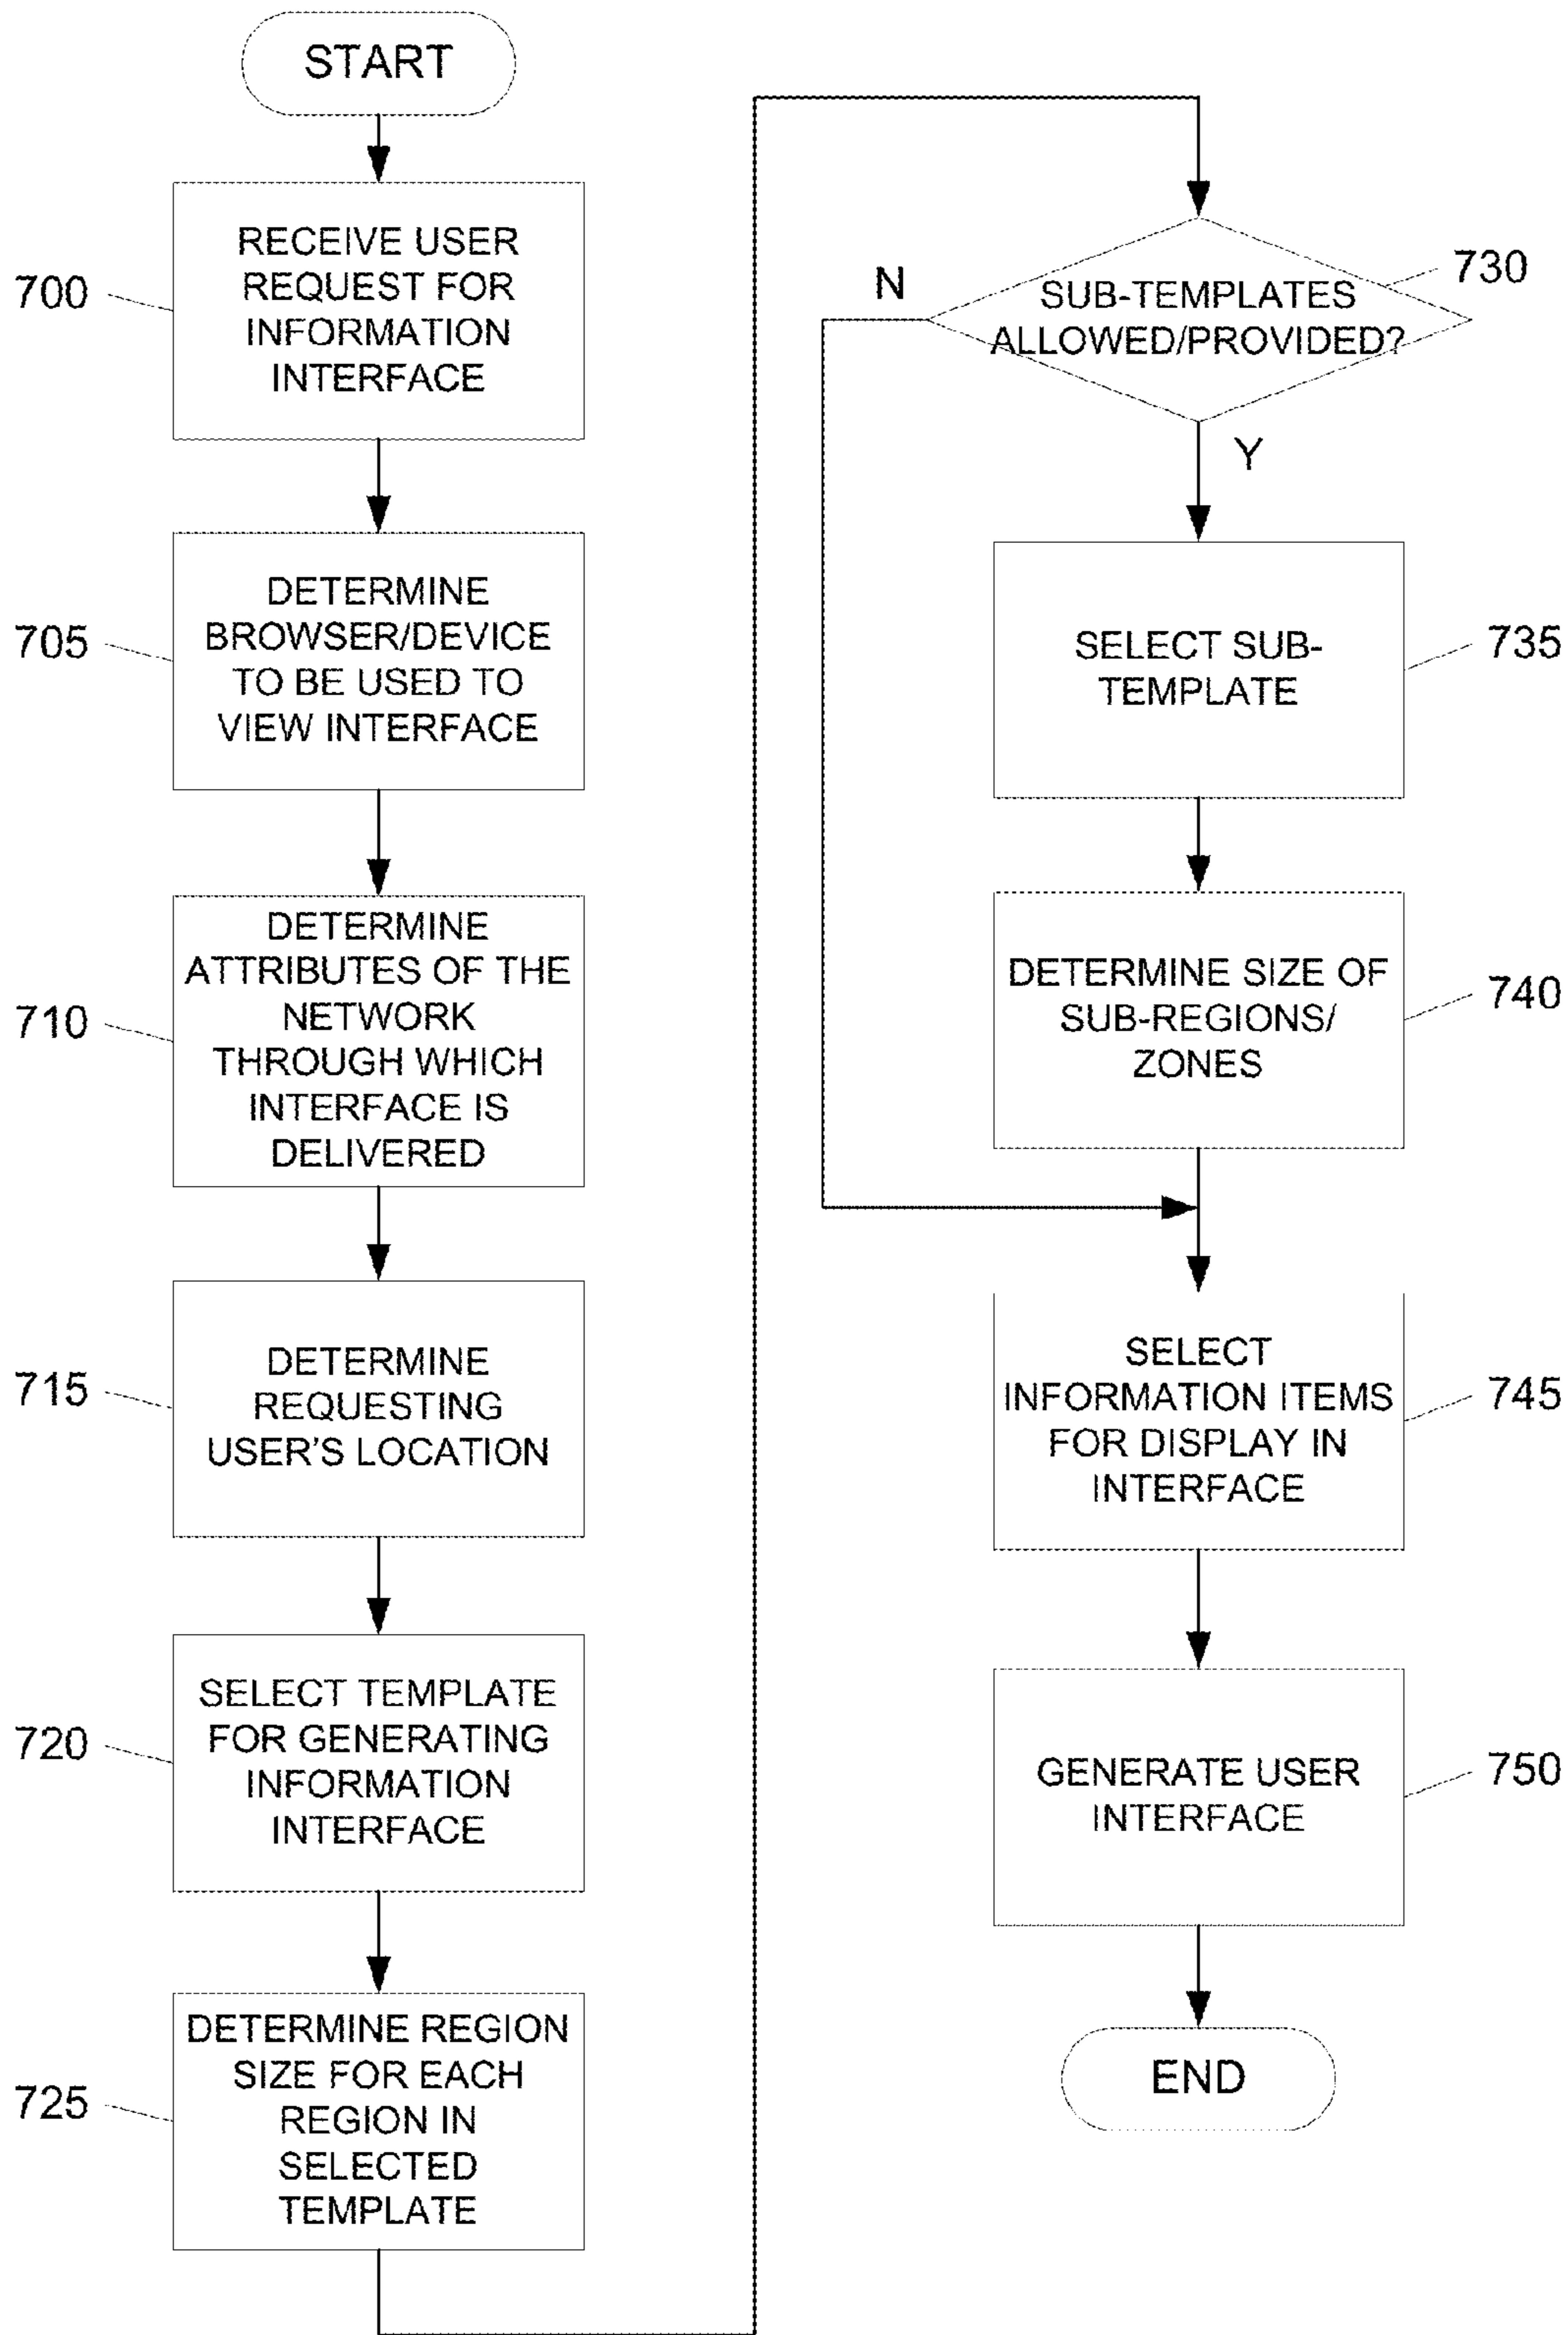 START
700
RECEIVE USER
REQUEST FOR
INFORMATION
INTERFACE
705
DETERMINE
BROWSER/DEVICE
TO BE USED TO
VIEW INTERFACE
710
DETERMINE
ATTRIBUTES OF THE
NETWORK
THROUGH WHICH
INTERFACE IS
DELIVERED
715
DETERMINE
REQUESTING
USER'S LOCATION
720
SELECT TEMPLATE
FOR GENERATING
INFORMATION
INTERFACE
725
DETERMINE REGION
SIZE FOR EACH
REGION IN
SELECTED
TEMPLATE
730
SUB-TEMPLATES
ALLOWED/PROVIDED?
N
Y
735
SELECT SUB-
TEMPLATE
740
DETERMINE SIZE OF
SUB-REGIONS/
ZONES
745
SELECT
INFORMATION ITEMS
FOR DISPLAY IN
INTERFACE
750
GENERATE USER
INTERFACE
END